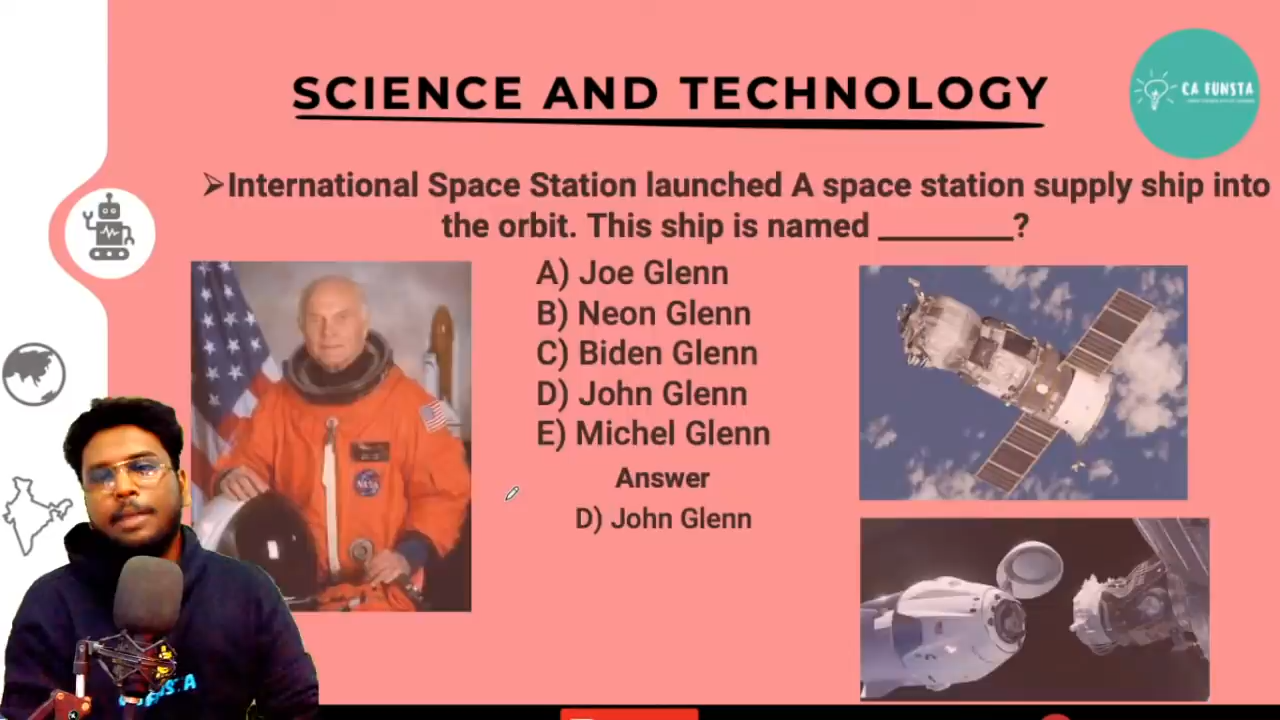 SCIENCE AND TECHNOLOGY
CA FUNSTA
➢International Space Station launched A space station supply ship into
the orbit. This ship is named ________?
A) Joe Glenn
B) Neon Glenn
C) Biden Glenn
D) John Glenn
E) Michel Glenn
Answer
D) John Glenn
NASA